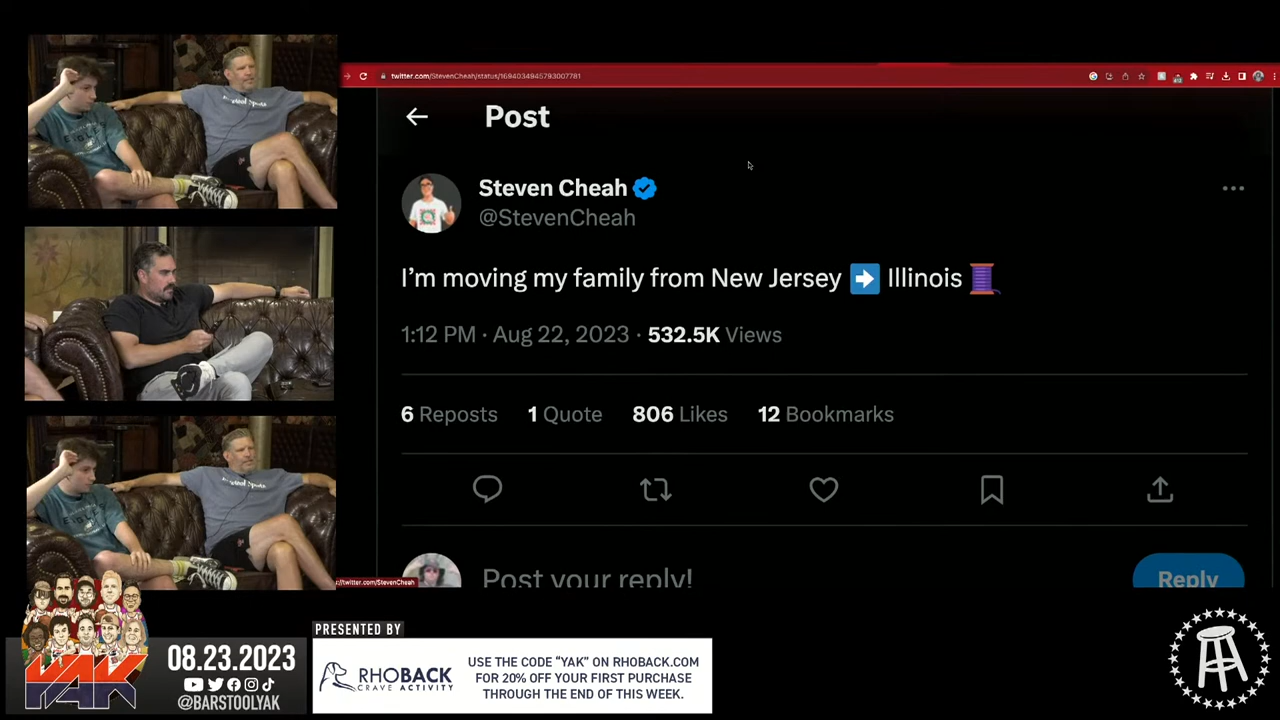 twitter.com/StevenCheah/status/1694034945793007781
Post
Steven Cheah
@StevenCheah
I’m moving my family from New Jersey ➡️ Illinois 🧵
1:12 PM · Aug 22, 2023 · 532.5K Views
6 Reposts 1 Quote 806 Likes 12 Bookmarks
Post your reply!
Reply
//twitter.com/StevenCheah
YAK
08.23.2023
@BARSTOOLYAK
PRESENTED BY
RHOBACK
CRAVE ACTIVITY
USE THE CODE “YAK” ON RHOBACK.COM
FOR 20% OFF YOUR FIRST PURCHASE
THROUGH THE END OF THIS WEEK.